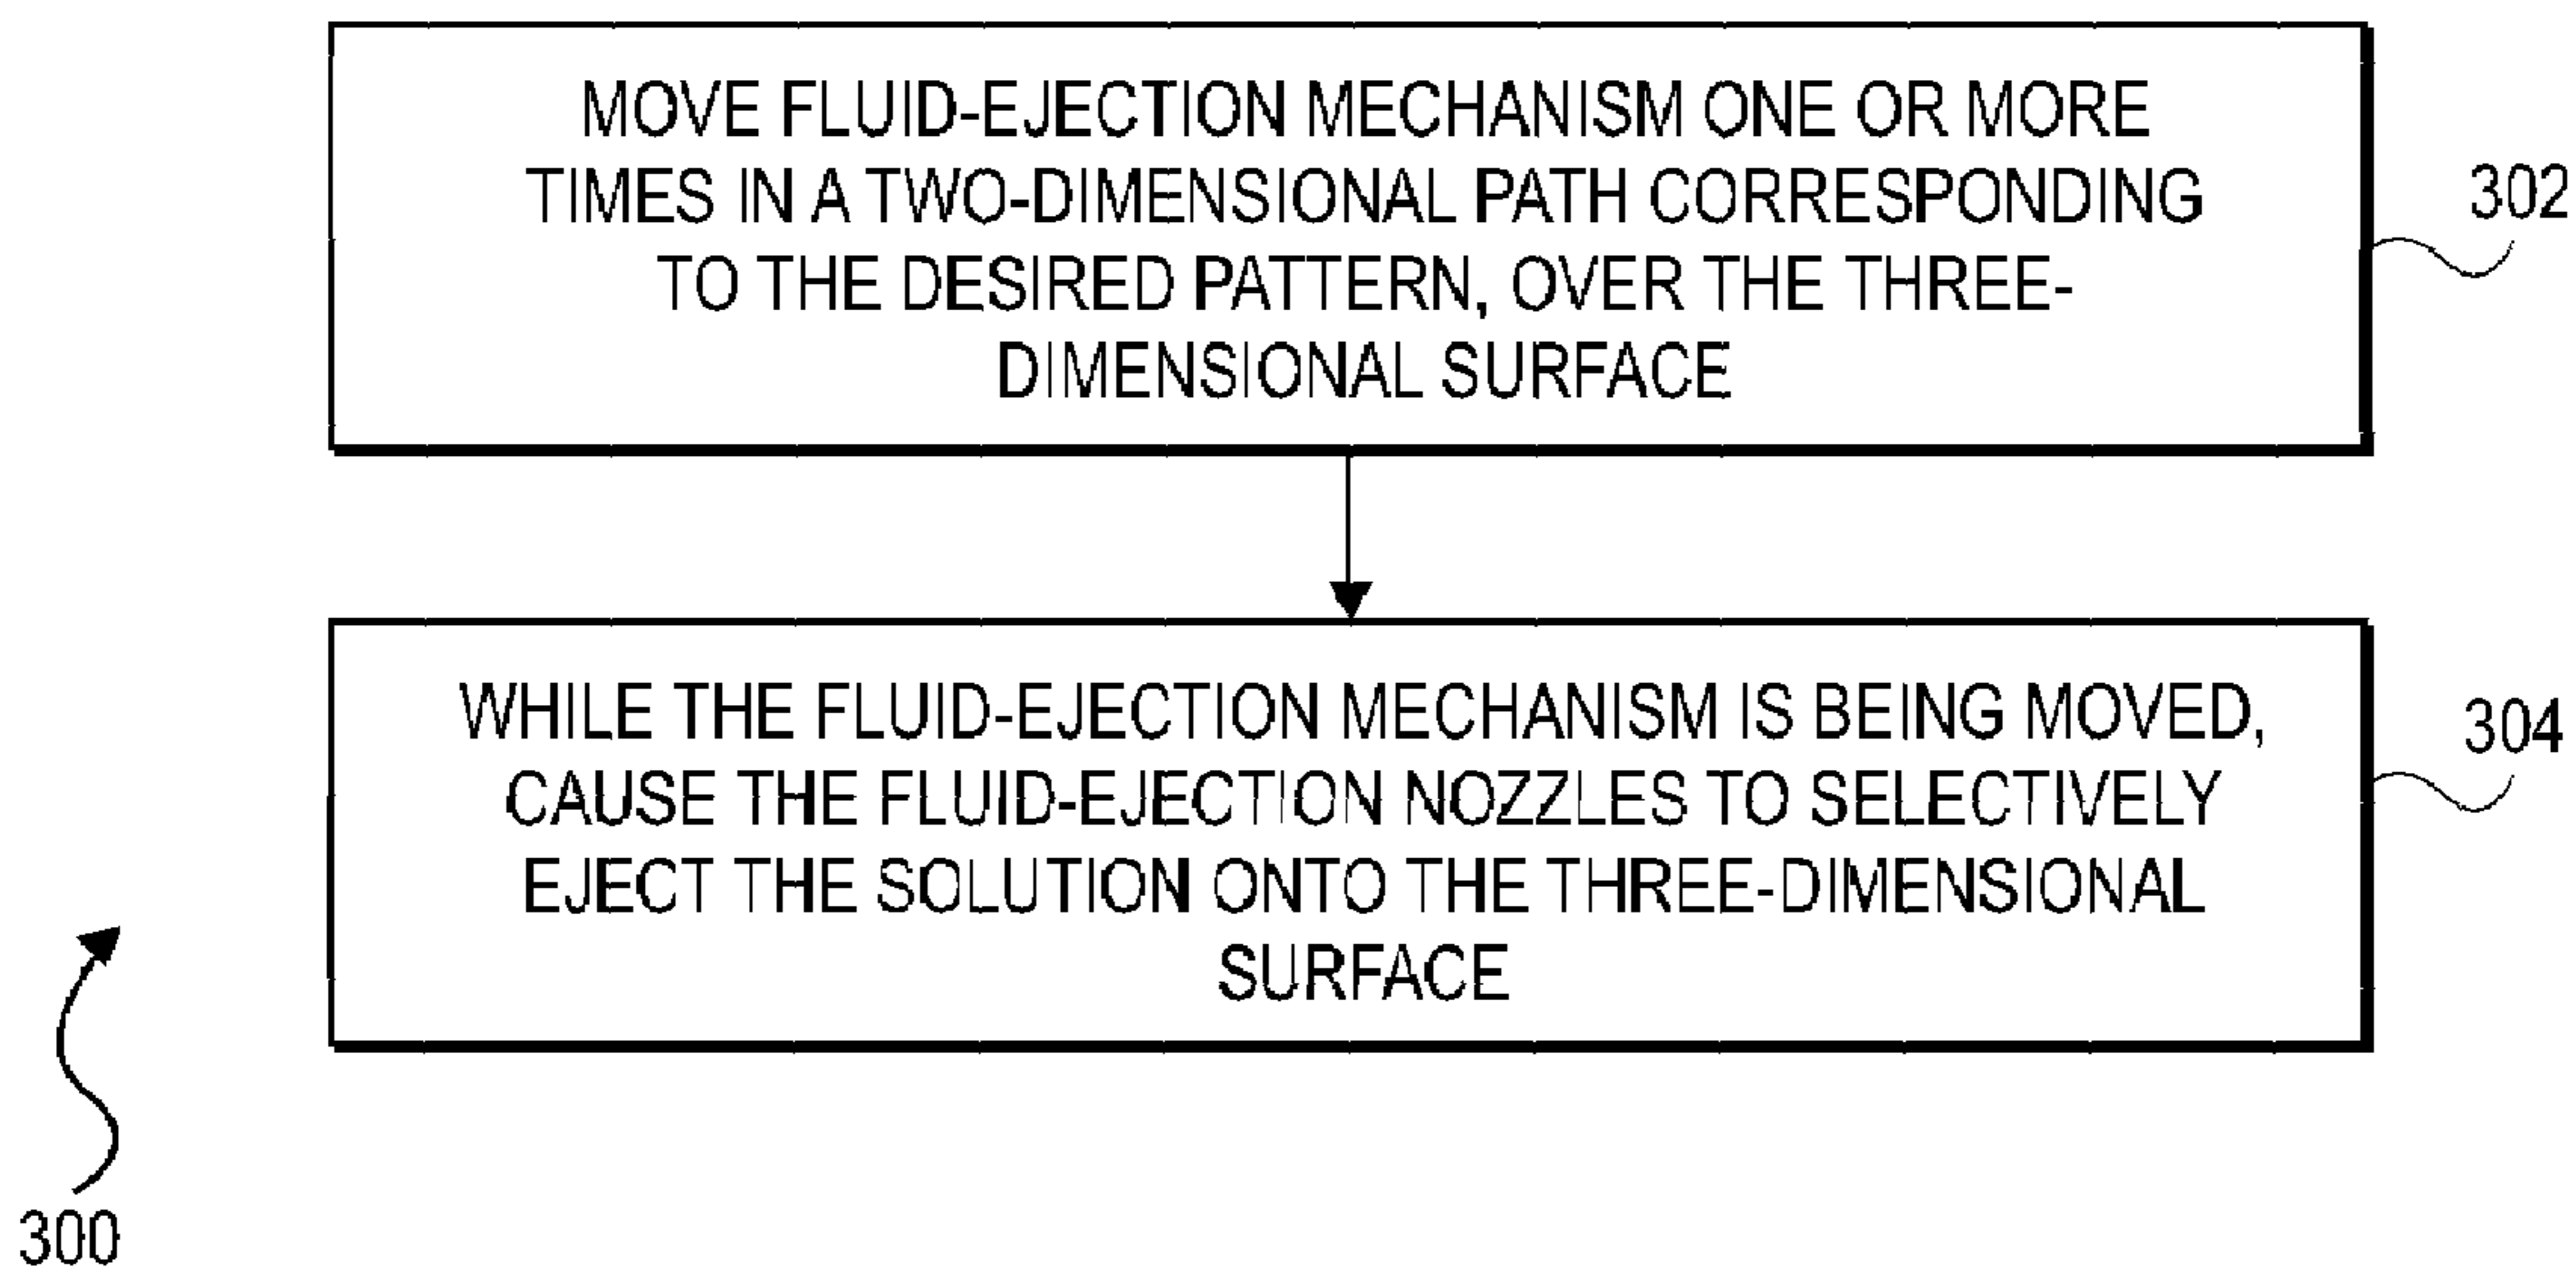 MOVE FLUID-EJECTION MECHANISM ONE OR MORE
TIMES IN A TWO-DIMENSIONAL PATH CORRESPONDING
TO THE DESIRED PATTERN, OVER THE THREE-
DIMENSIONAL SURFACE
302
WHILE THE FLUID-EJECTION MECHANISM IS BEING MOVED,
CAUSE THE FLUID-EJECTION NOZZLES TO SELECTIVELY
EJECT THE SOLUTION ONTO THE THREE-DIMENSIONAL
SURFACE
304
300